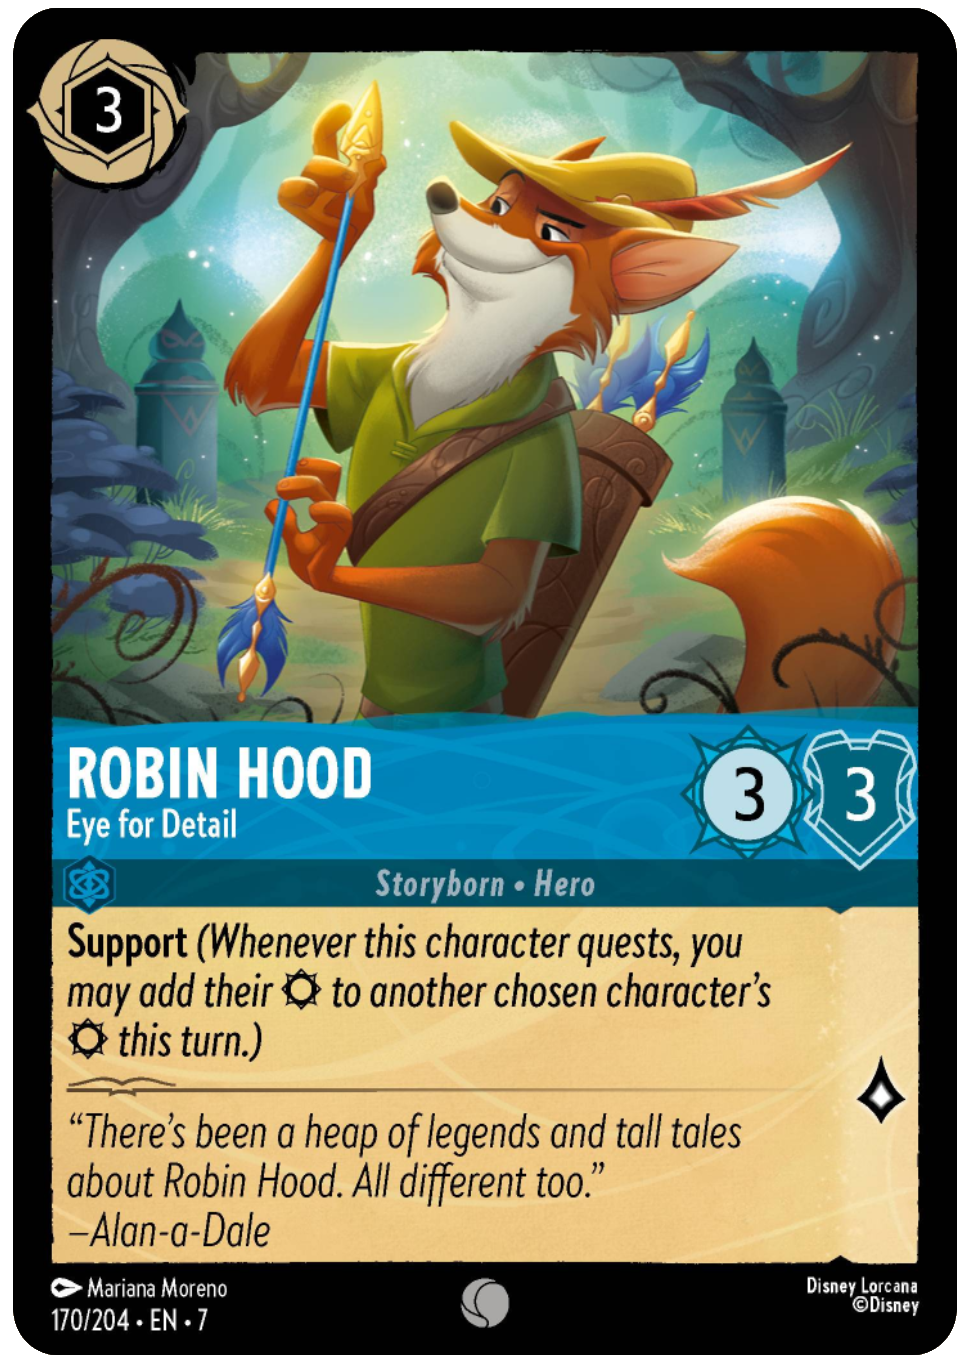 3
ROBIN HOOD
Eye for Detail
3
3
Storyborn • Hero
Support (Whenever this character quests, you
may add their to another chosen character’s
this turn.)
“There’s been a heap of legends and tall tales
about Robin Hood. All different too.”
—Alan-a-Dale
Mariana Moreno
170/204 • EN • 7
Disney Lorcana
©Disney